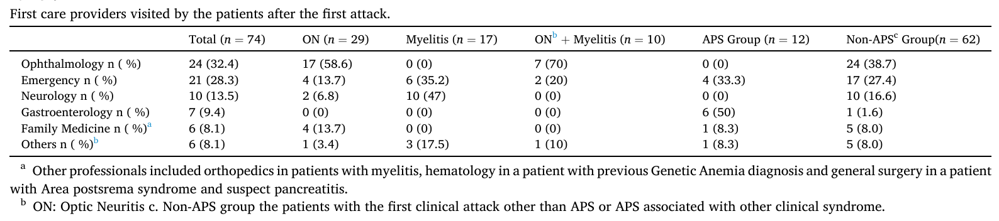 First care providers visited by the patients after the first attack.
Total (n = 74) ON (n = 29) Myelitis (n = 17) ONb + Myelitis (n = 10) APS Group (n = 12) Non-APSc Group(n = 62)
Ophthalmology n ( %) 24 (32.4) 17 (58.6) 0 (0) 7 (70) 0 (0) 24 (38.7)
Emergency n ( %) 21 (28.3) 4 (13.7) 6 (35.2) 2 (20) 4 (33.3) 17 (27.4)
Neurology n ( %) 10 (13.5) 2 (6.8) 10 (47) 0 (0) 0 (0) 10 (16.6)
Gastroenterology n ( %) 7 (9.4) 0 (0) 0 (0) 0 (0) 6 (50) 1 (1.6)
Family Medicine n ( %)a 6 (8.1) 4 (13.7) 0 (0) 0 (0) 1 (8.3) 5 (8.0)
Others n ( %)b 6 (8.1) 1 (3.4) 3 (17.5) 1 (10) 1 (8.3) 5 (8.0)
a Other professionals included orthopedics in patients with myelitis, hematology in a patient with previous Genetic Anemia diagnosis and general surgery in a patient
with Area postsrema syndrome and suspect pancreatitis.
b ON: Optic Neuritis c. Non-APS group the patients with the first clinical attack other than APS or APS associated with other clinical syndrome.